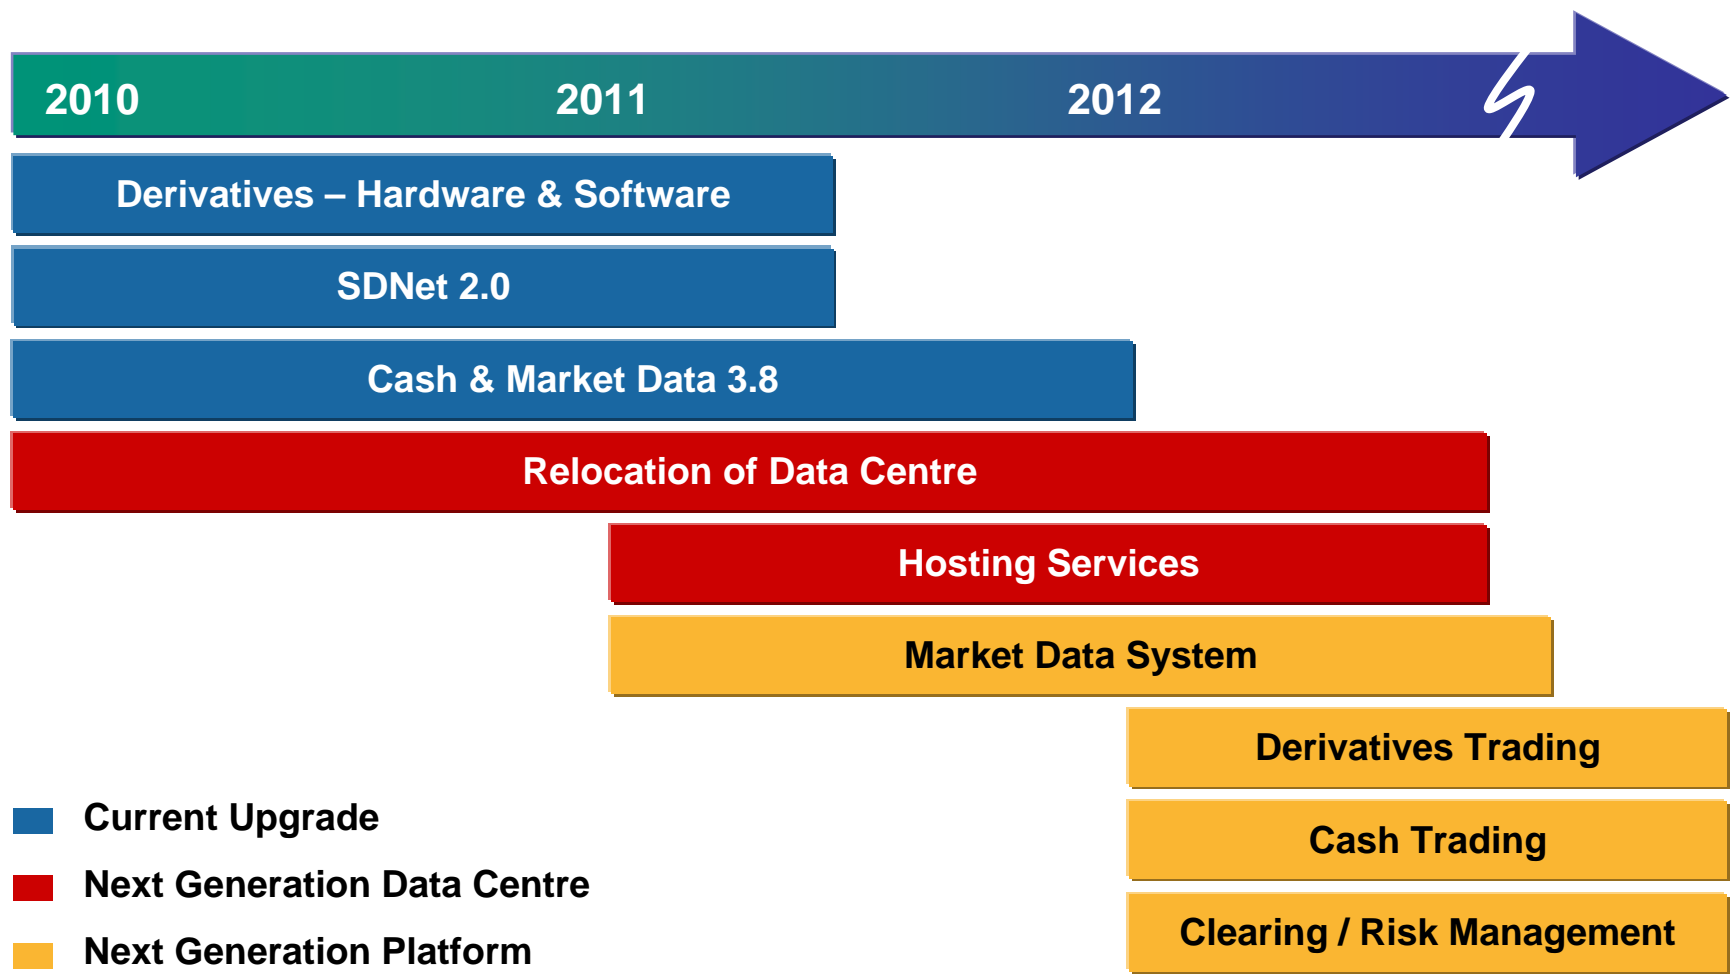 2010 2011 2012
Derivatives – Hardware & Software
SDNet 2.0
Cash & Market Data 3.8
Relocation of Data Centre
Hosting Services
Market Data System
Derivatives Trading
Cash Trading
Clearing / Risk Management
Current Upgrade
Next Generation Data Centre
Next Generation Platform